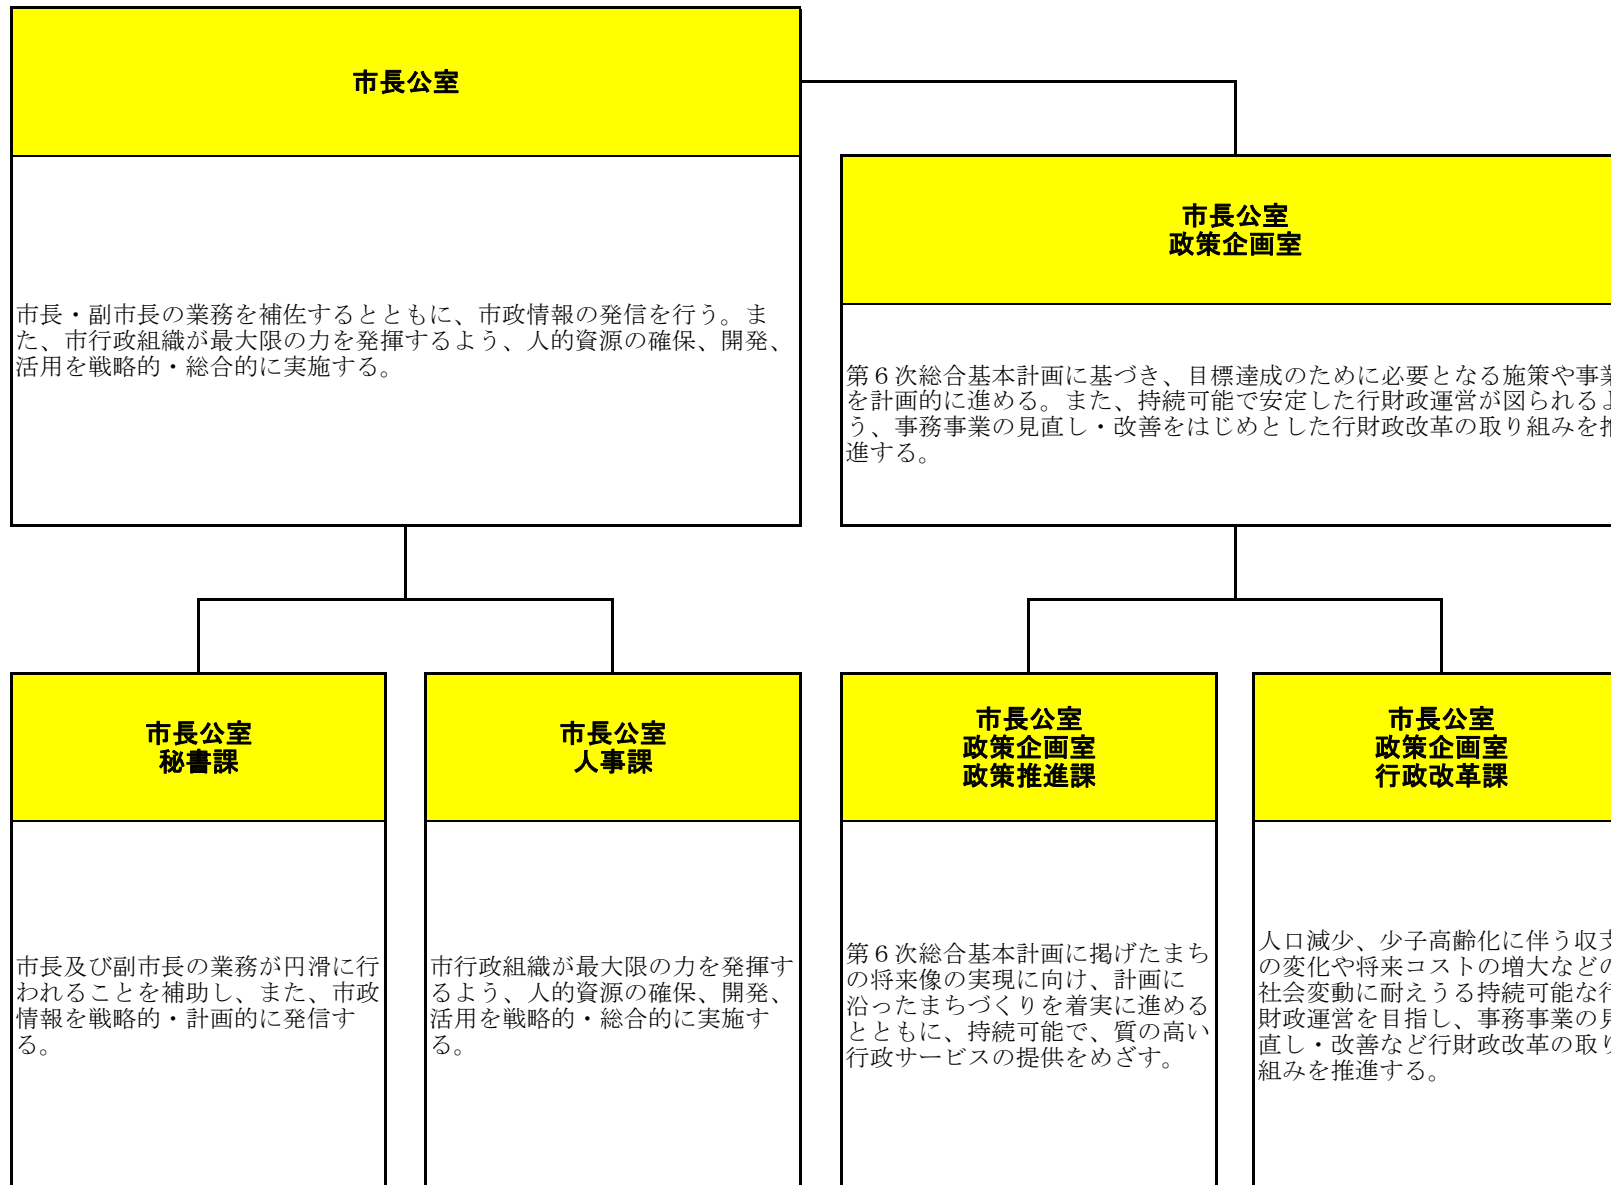 市長公室
市長・副市長の業務を補佐するとともに、市政情報の発信を行う。ま
た、市行政組織が最大限の力を発揮するよう、人的資源の確保、開発、
活用を戦略的・総合的に実施する。
市長公室
政策企画室
第６次総合基本計画に基づき、目標達成のために必要となる施策や事業
を計画的に進める。また、持続可能で安定した行財政運営が図られるよ
う、事務事業の見直し・改善をはじめとした行財政改革の取り組みを推
進する。
市長公室
秘書課
市長及び副市長の業務が円滑に行
われることを補助し、また、市政
情報を戦略的・計画的に発信す
る。
市長公室
人事課
市行政組織が最大限の力を発揮す
るよう、人的資源の確保、開発、
活用を戦略的・総合的に実施す
る。
市長公室
政策企画室
政策推進課
第６次総合基本計画に掲げたまち
の将来像の実現に向け、計画に
沿ったまちづくりを着実に進める
とともに、持続可能で、質の高い
行政サービスの提供をめざす。
市長公室
政策企画室
行政改革課
人口減少、少子高齢化に伴う収支
の変化や将来コストの増大などの
社会変動に耐えうる持続可能な行
財政運営を目指し、事務事業の見
直し・改善など行財政改革の取り
組みを推進する。